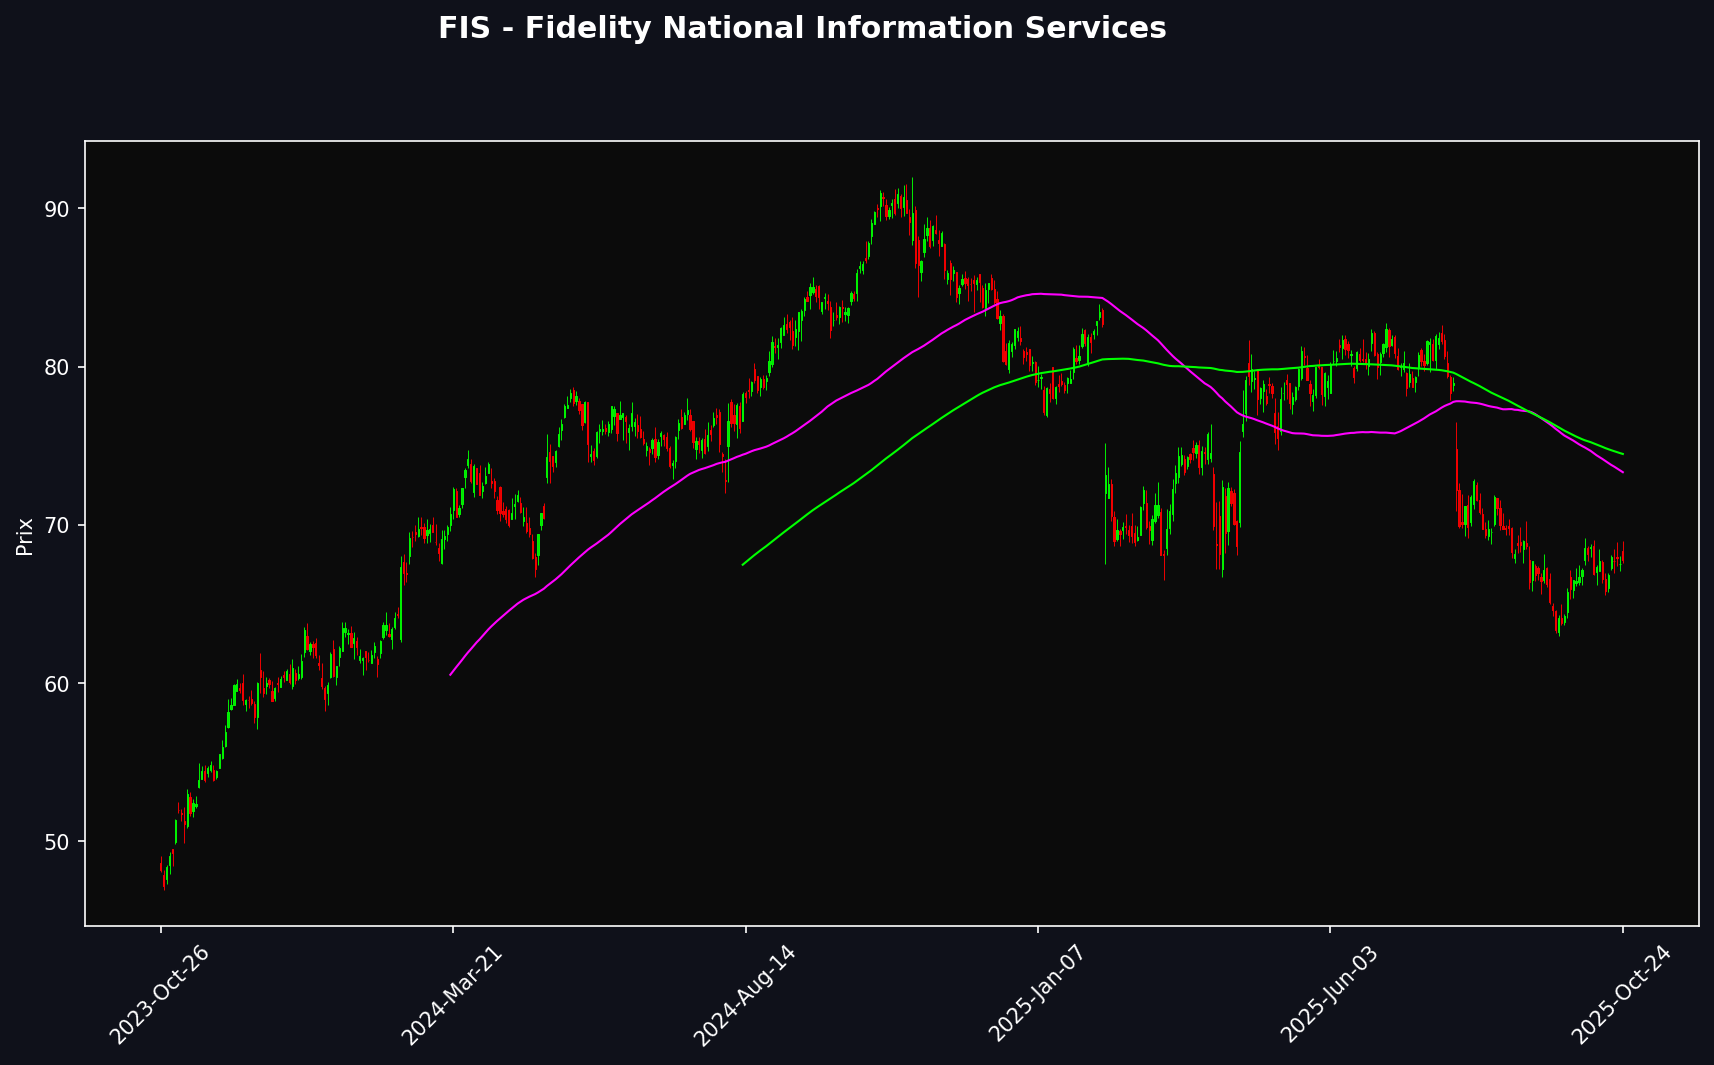 FIS - Fidelity National Information Services
Prix
90
80
70
60
50
2023-Oct-26
2024-Mar-21
2024-Aug-14
2025-Jan-07
2025-Jun-03
2025-Oct-24